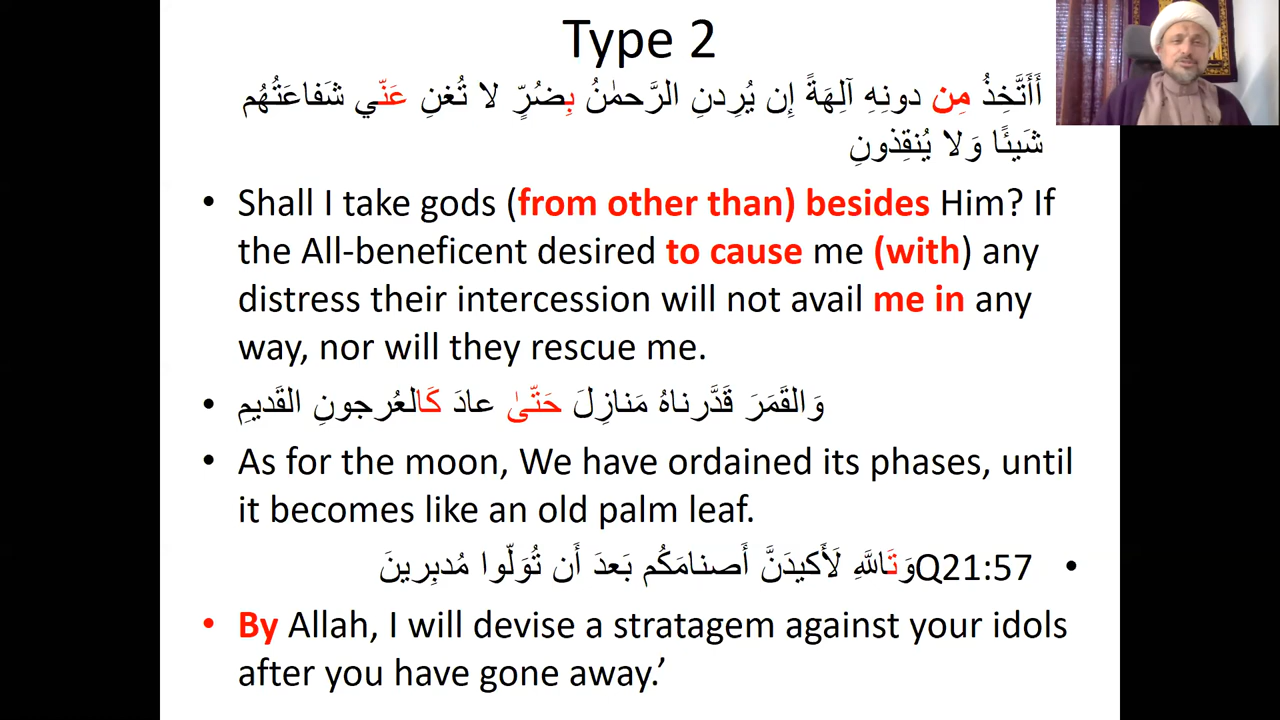 Type 2
أَأَتَّخِذُ مِن دونِهِ آلِهَةً إِن يُرِدنِ الرَّحمٰنُ بِضُرٍّ لا تُغنِ عَنّي شَفاعَتُهُم
شَيئًا وَلا يُنقِذونِ
• Shall I take gods (from other than) besides Him? If
the All-beneficent desired to cause me (with) any
distress their intercession will not avail me in any
way, nor will they rescue me.
• وَالقَمَرَ قَدَّرناهُ مَنازِلَ حَتّىٰ عادَ كَالعُرجونِ القَديمِ
• As for the moon, We have ordained its phases, until
it becomes like an old palm leaf.
• Q21:57 وَتَاللَّهِ لَأَكيدَنَّ أَصنامَكُم بَعدَ أَن تُوَلّوا مُدبِرينَ
• By Allah, I will devise a stratagem against your idols
after you have gone away.’